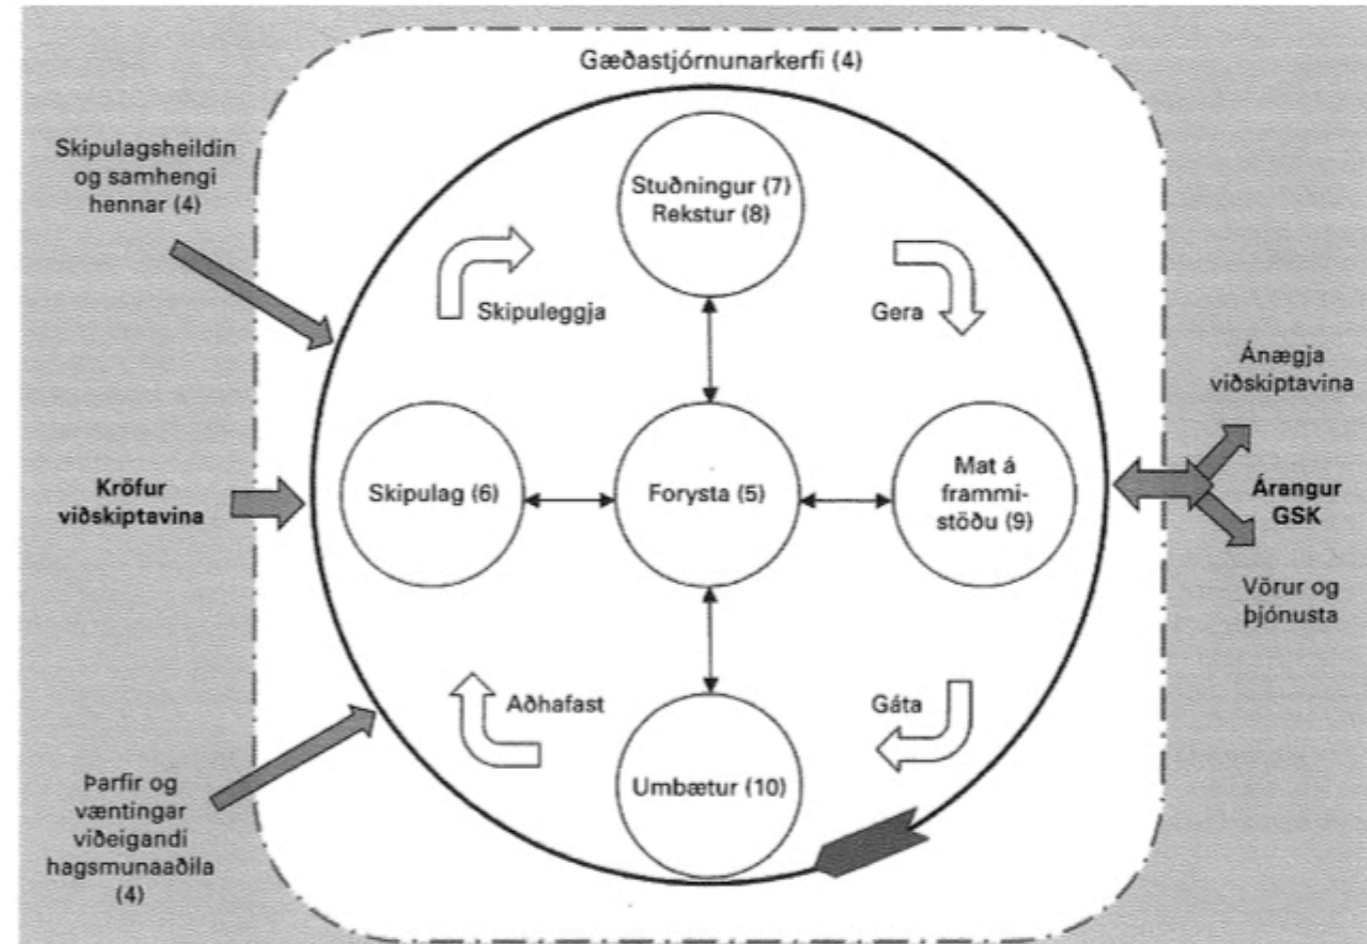 Gæðastjórnunarkerfi (4)
Skipulagsheildin
og samhengi
hennar (4)
Stuðningur (7)
Rekstur (8)
Skipuleggja
Gera
Ánægja
viðskiptavina
Kröfur
viðskiptavina
Skipulag (6)
Forysta (5)
Mat á
frammi-
stöðu (9)
Árangur
GSK
Vörur og
þjónusta
Aðhafast
Gáta
Umbætur (10)
Þarfir og
væntingar
viðeigandi
hagsmunaaðila
(4)